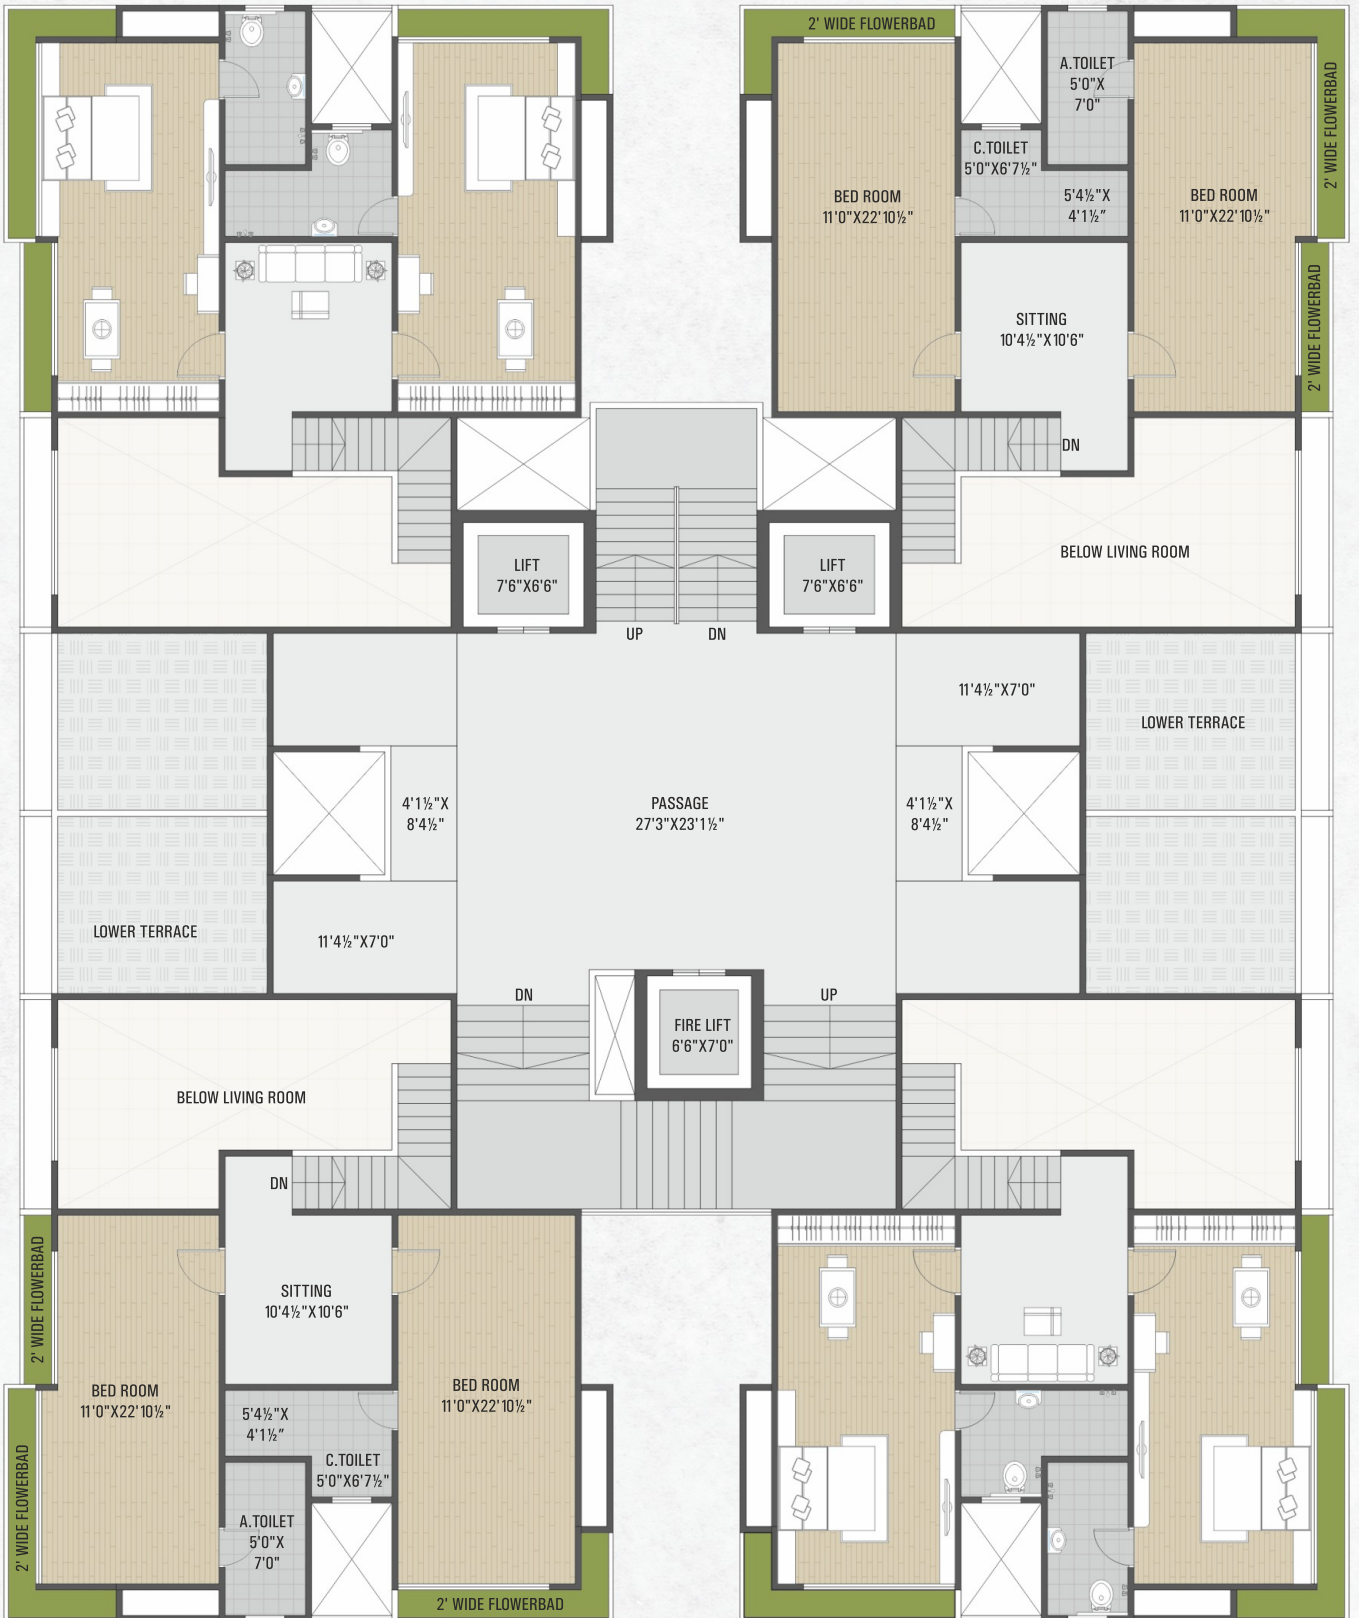 2' WIDE FLOWERBAD
A.TOILET
5'0"X
7'0"
2' WIDE FLOWERBAD
C.TOILET
5'0"X6'7½"
BED ROOM
11'0"X22'10½"
5'4½"X
4'1½"
BED ROOM
11'0"X22'10½"
2' WIDE FLOWERBAD
SITTING
10'4½"X10'6"
DN
BELOW LIVING ROOM
LIFT
7'6"X6'6"
LIFT
7'6"X6'6"
UP
DN
11'4½"X7'0"
LOWER TERRACE
4'1½"X
8'4½"
PASSAGE
27'3"X23'1½"
4'1½"X
8'4½"
LOWER TERRACE
11'4½"X7'0"
DN
UP
FIRE LIFT
6'6"X7'0"
BELOW LIVING ROOM
DN
2' WIDE FLOWERBAD
SITTING
10'4½"X10'6"
BED ROOM
11'0"X22'10½"
BED ROOM
11'0"X22'10½"
5'4½"X
4'1½"
C.TOILET
5'0"X6'7½"
2' WIDE FLOWERBAD
A.TOILET
5'0"X
7'0"
2' WIDE FLOWERBAD